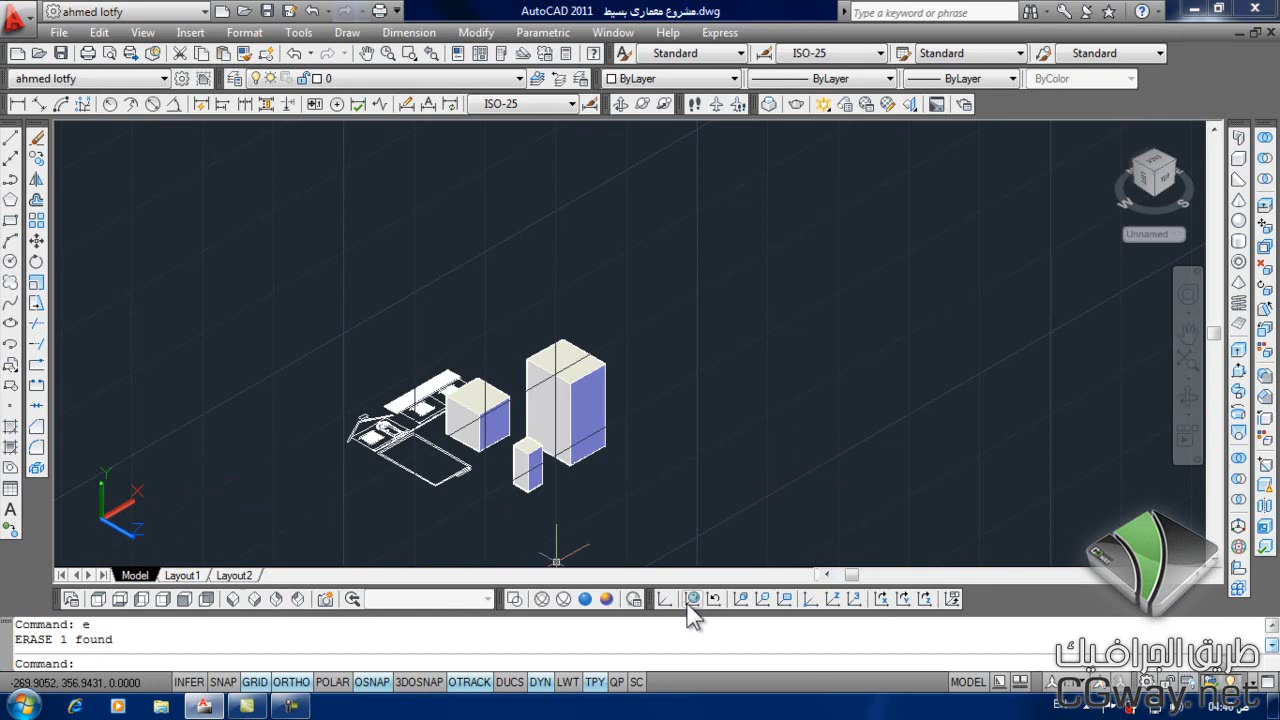 ahmed lotfy
AutoCAD 2011 مشروع معماري بسيط.dwg
Type a keyword or phrase
File Edit View Insert Format Tools Draw Dimension Modify Parametric Window Help Express
Standard ISO-25 Standard Standard
ahmed lotfy 0 ByLayer ByLayer ByLayer ByColor
ISO-25
W S
Unnamed
Y X Z
Model Layout1 Layout2
Command: e
ERASE 1 found
Command:
-269.9052, 356.9431, 0.0000 INFER SNAP GRID ORTHO POLAR OSNAP 3DOSNAP OTRACK DUCS DYN LWT TPY QP SC MODEL
طريق الجرافيك
CGway.net
04:40 ص